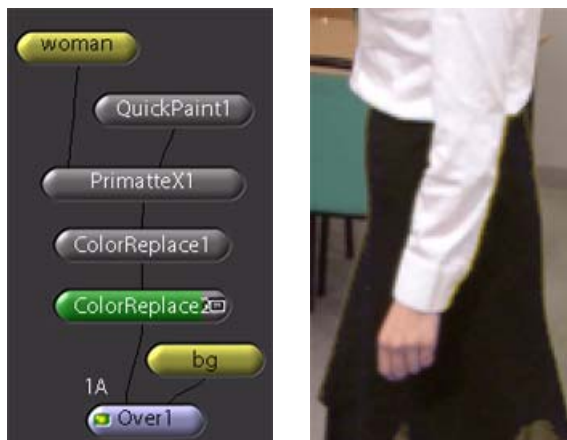 woman
QuickPaint1
PrimatteX1
ColorReplace1
ColorReplace2
bg
1A
Over1